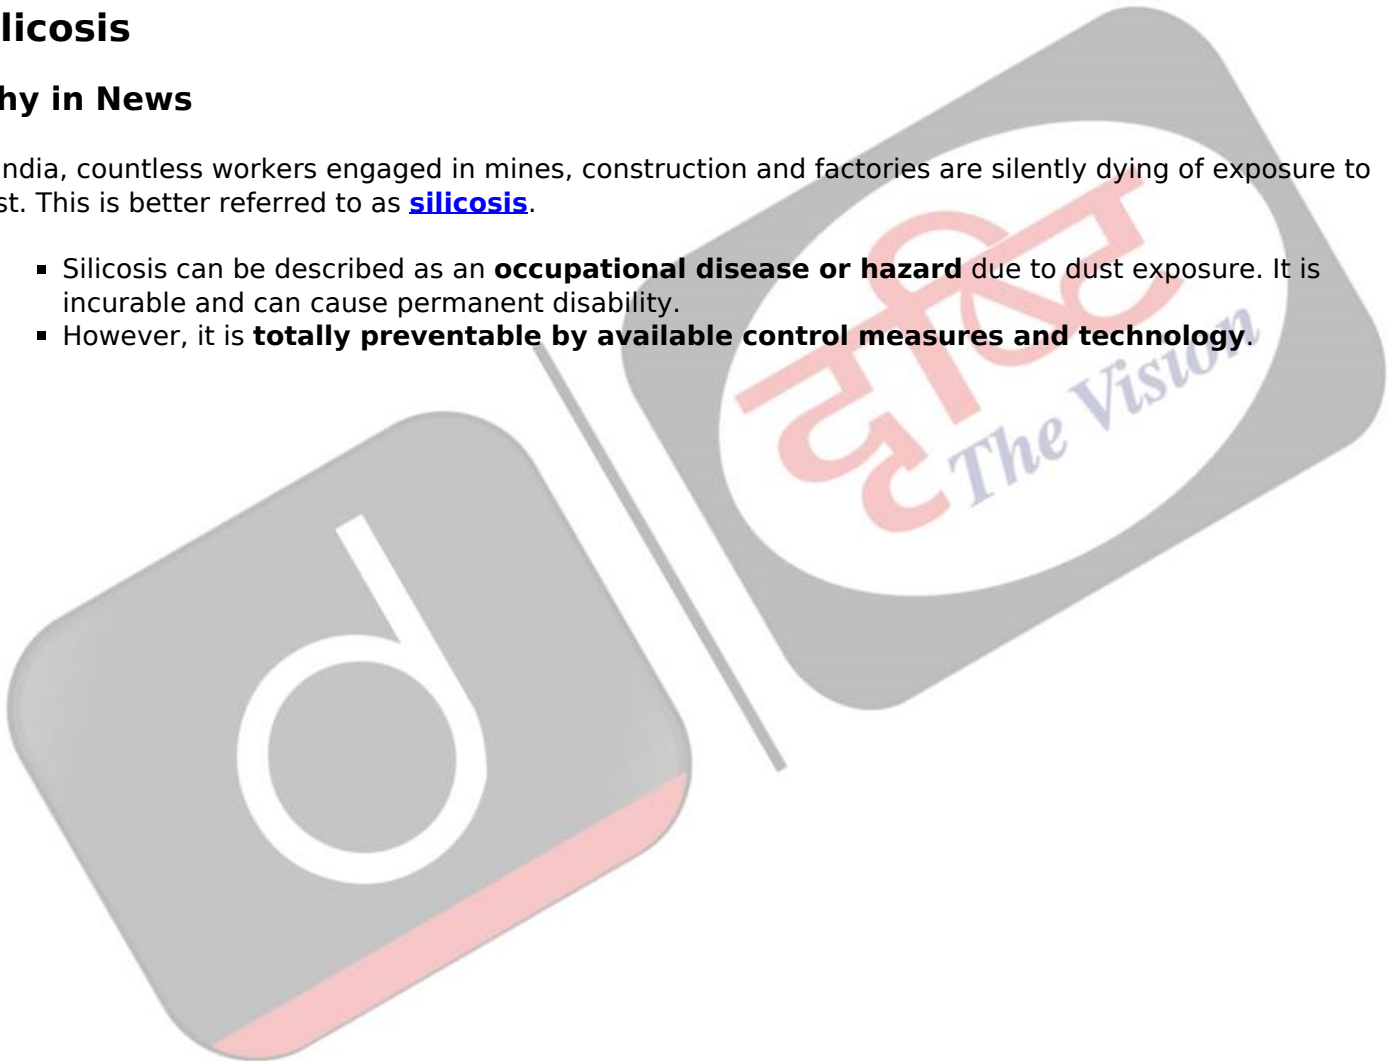 licosis
hy in News
ndia, countless workers engaged in mines, construction and factories are silently dying of exposure to
st. This is better referred to as silicosis.
▪ Silicosis can be described as an occupational disease or hazard due to dust exposure. It is
incurable and can cause permanent disability.
▪ However, it is totally preventable by available control measures and technology.
दृष्टि
The Vision
d